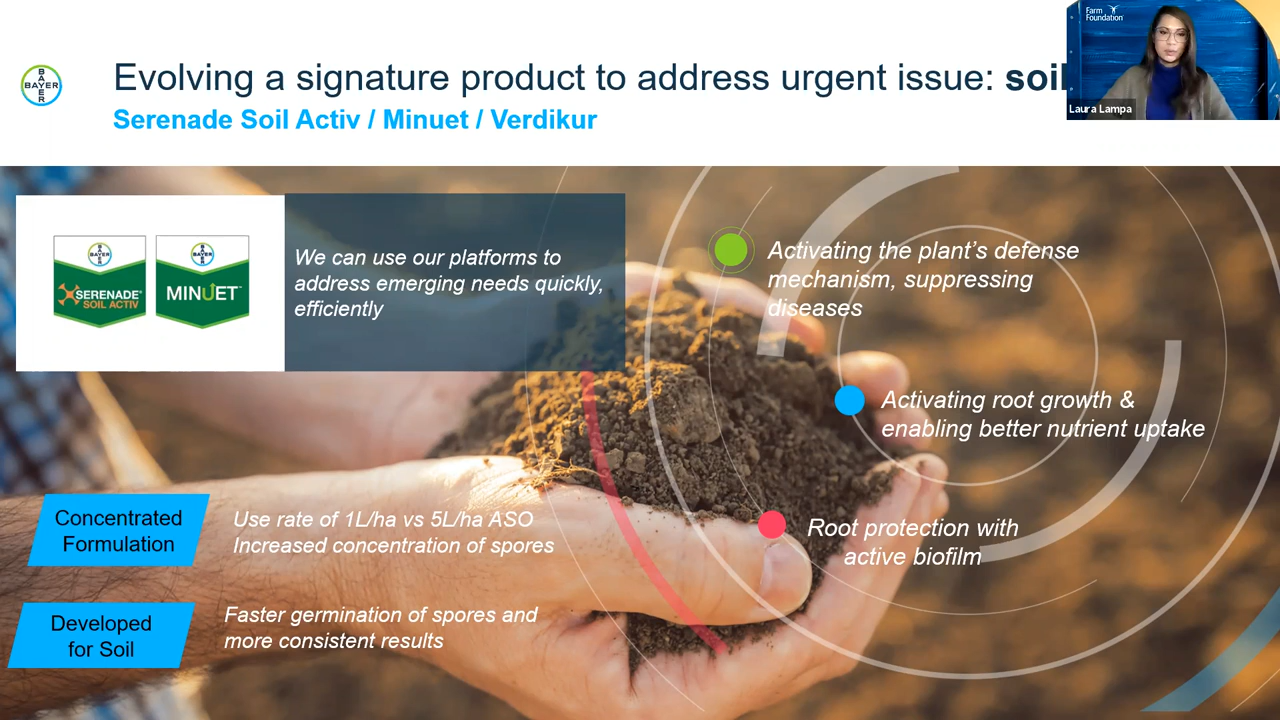 Farm
Foundation
Evolving a signature product to address urgent issue: soil
Serenade Soil Activ / Minuet / Verdikur
Laura Lampa
BAYER
BAYER
BAYER
BAYER
SERENADE
SOIL ACTIV
BAYER
BAYER
MINUET
We can use our platforms to
address emerging needs quickly,
efficiently
Activating the plant's defense
mechanism, suppressing
diseases
Activating root growth &
enabling better nutrient uptake
Root protection with
active biofilm
Concentrated
Formulation
Use rate of 1L/ha vs 5L/ha ASO
Increased concentration of spores
Developed
for Soil
Faster germination of spores and
more consistent results